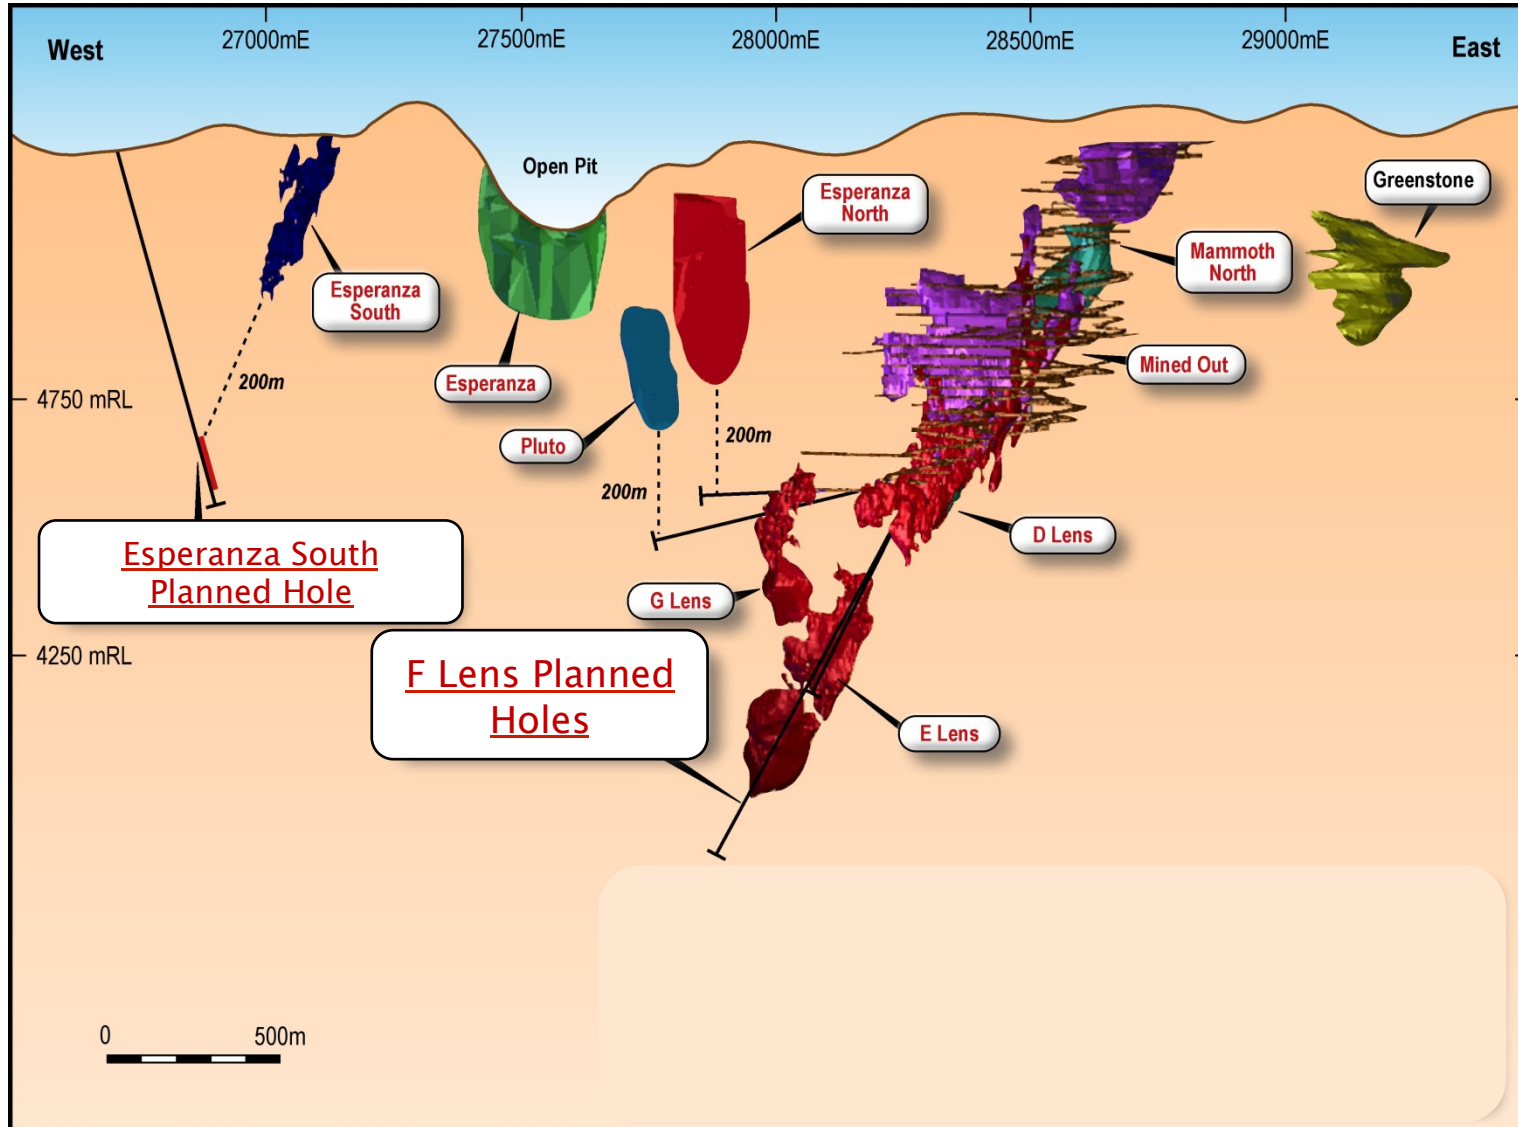 West
27000mE
27500mE
28000mE
28500mE
29000mE
East
Open Pit
Greenstone
Esperanza
North
Mammoth
North
Esperanza
South
Mined Out
Esperanza
200m
4750 mRL
Pluto
200m
200m
D Lens
Esperanza South
Planned Hole
G Lens
4250 mRL
F Lens Planned
Holes
E Lens
0
500m